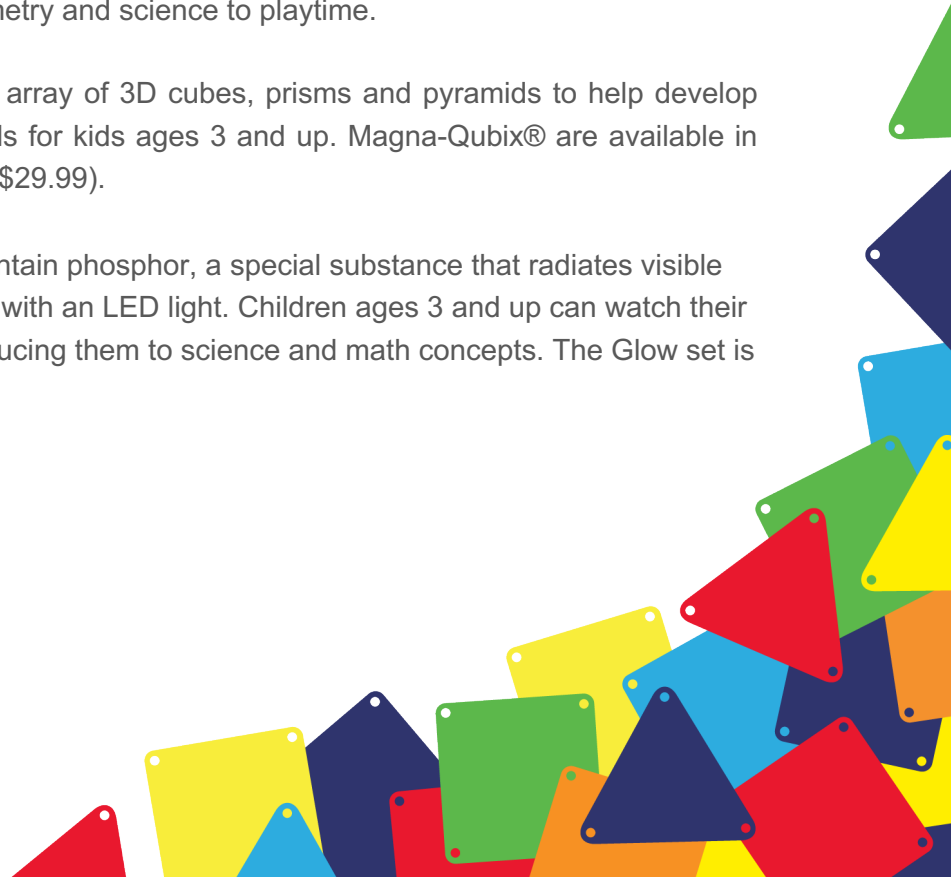 etry and science to playtime.
array of 3D cubes, prisms and pyramids to help develop
s for kids ages 3 and up. Magna-Qubix® are available in
$29.99).
ntain phosphor, a special substance that radiates visible
with an LED light. Children ages 3 and up can watch their
ucing them to science and math concepts. The Glow set is